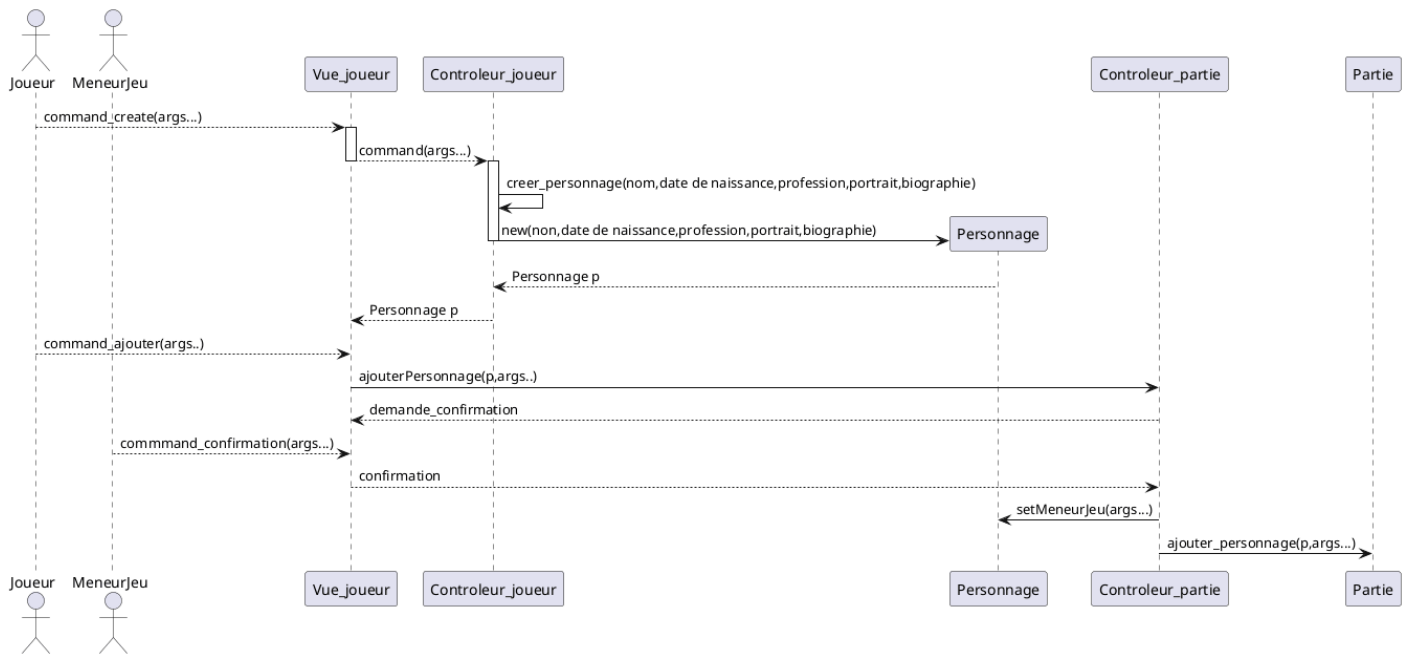 Joueur
MeneurJeu
Vue_joueur
Controleur_joueur
Controleur_partie
Partie
command_create(args...)
command(args...)
creer_personnage(nom,date de naissance,profession,portrait,biographie)
new(non,date de naissance,profession,portrait,biographie)
Personnage
Personnage p
Personnage p
command_ajouter(args..)
ajouterPersonnage(p,args..)
demande_confirmation
commmand_confirmation(args...)
confirmation
setMeneurJeu(args...)
ajouter_personnage(p,args...)
Joueur
MeneurJeu
Vue_joueur
Controleur_joueur
Personnage
Controleur_partie
Partie